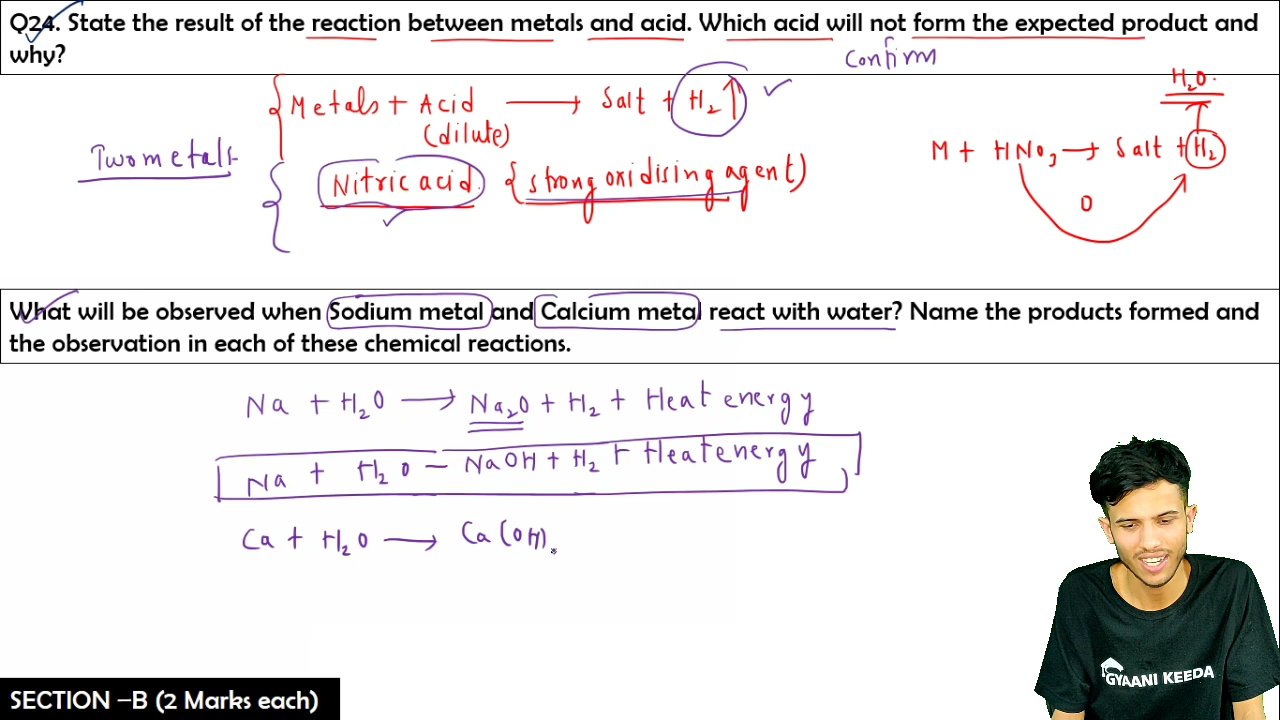 Q24. State the result of the reaction between metals and acid. Which acid will not form the expected product and
why?
Confirm
Metals + Acid ⟶ Salt + H₂↑
(dilute)
H₂O.
Two metals
M + HNO₃ ⟶ Salt + H₂
Nitric acid. {strong oxidising agent)
O
What will be observed when Sodium metal and Calcium metal react with water? Name the products formed and
the observation in each of these chemical reactions.
Na + H₂O ⟶ Na₂O + H₂ + Heat energy
Na + H₂O – NaOH + H₂ + Heat energy
Ca + H₂O ⟶ Ca(OH)
GYAANI KEEDA
SECTION –B (2 Marks each)